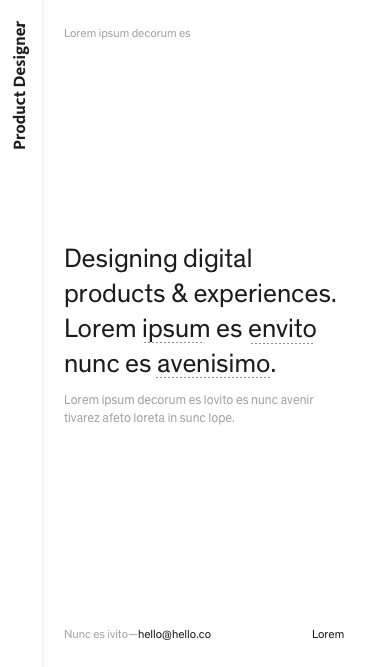 Product Designer
Lorem ipsum decorum es
Designing digital
products & experiences.
Lorem ipsum es envito
nunc es avenisimo.
Lorem ipsum decorum es lovito es nunc avenir
tivarez afeto loreta in sunc lope.
Nunc es ivito—hello@hello.co
Lorem